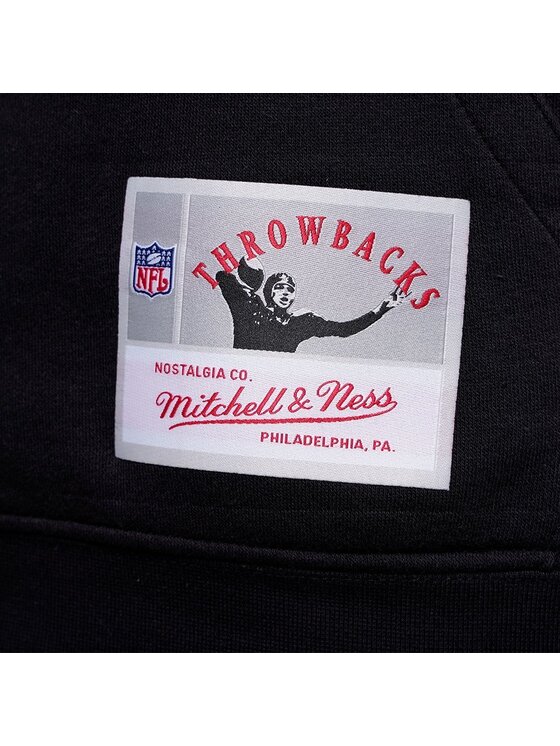 THROWBACKS
NFL
NOSTALGIA CO.
Mitchell & Ness
PHILADELPHIA, PA.